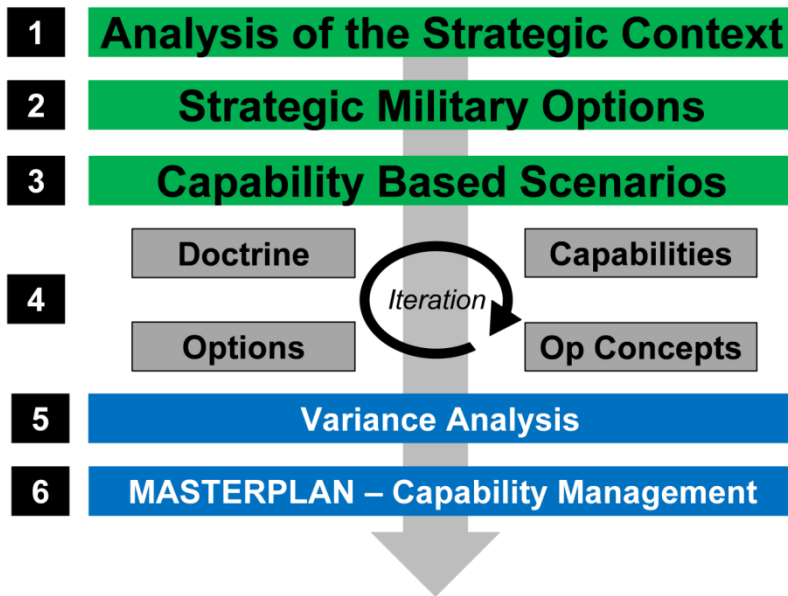 1 Analysis of the Strategic Context
2 Strategic Military Options
3 Capability Based Scenarios
Doctrine Capabilities
4 Iteration
Options Op Concepts
5 Variance Analysis
6 MASTERPLAN – Capability Management